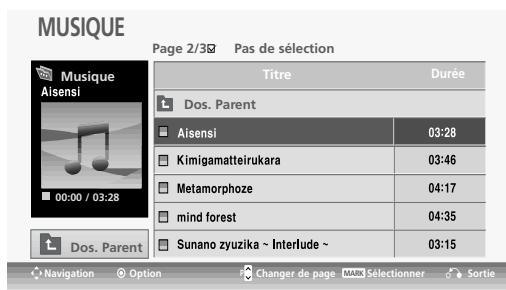 MUSIQUE
Page 2/3 Pas de sélection
Musique
Aisensi
00:00 / 03:28
Dos. Parent
Titre Durée
Dos. Parent
Aisensi 03:28
Kimigamatteirukara 03:46
Metamorphoze 04:17
mind forest 04:35
Sunano zyuzika ~ Interlude ~ 03:15
Navigation Option P Changer de page MARK Sélectionner Sortie